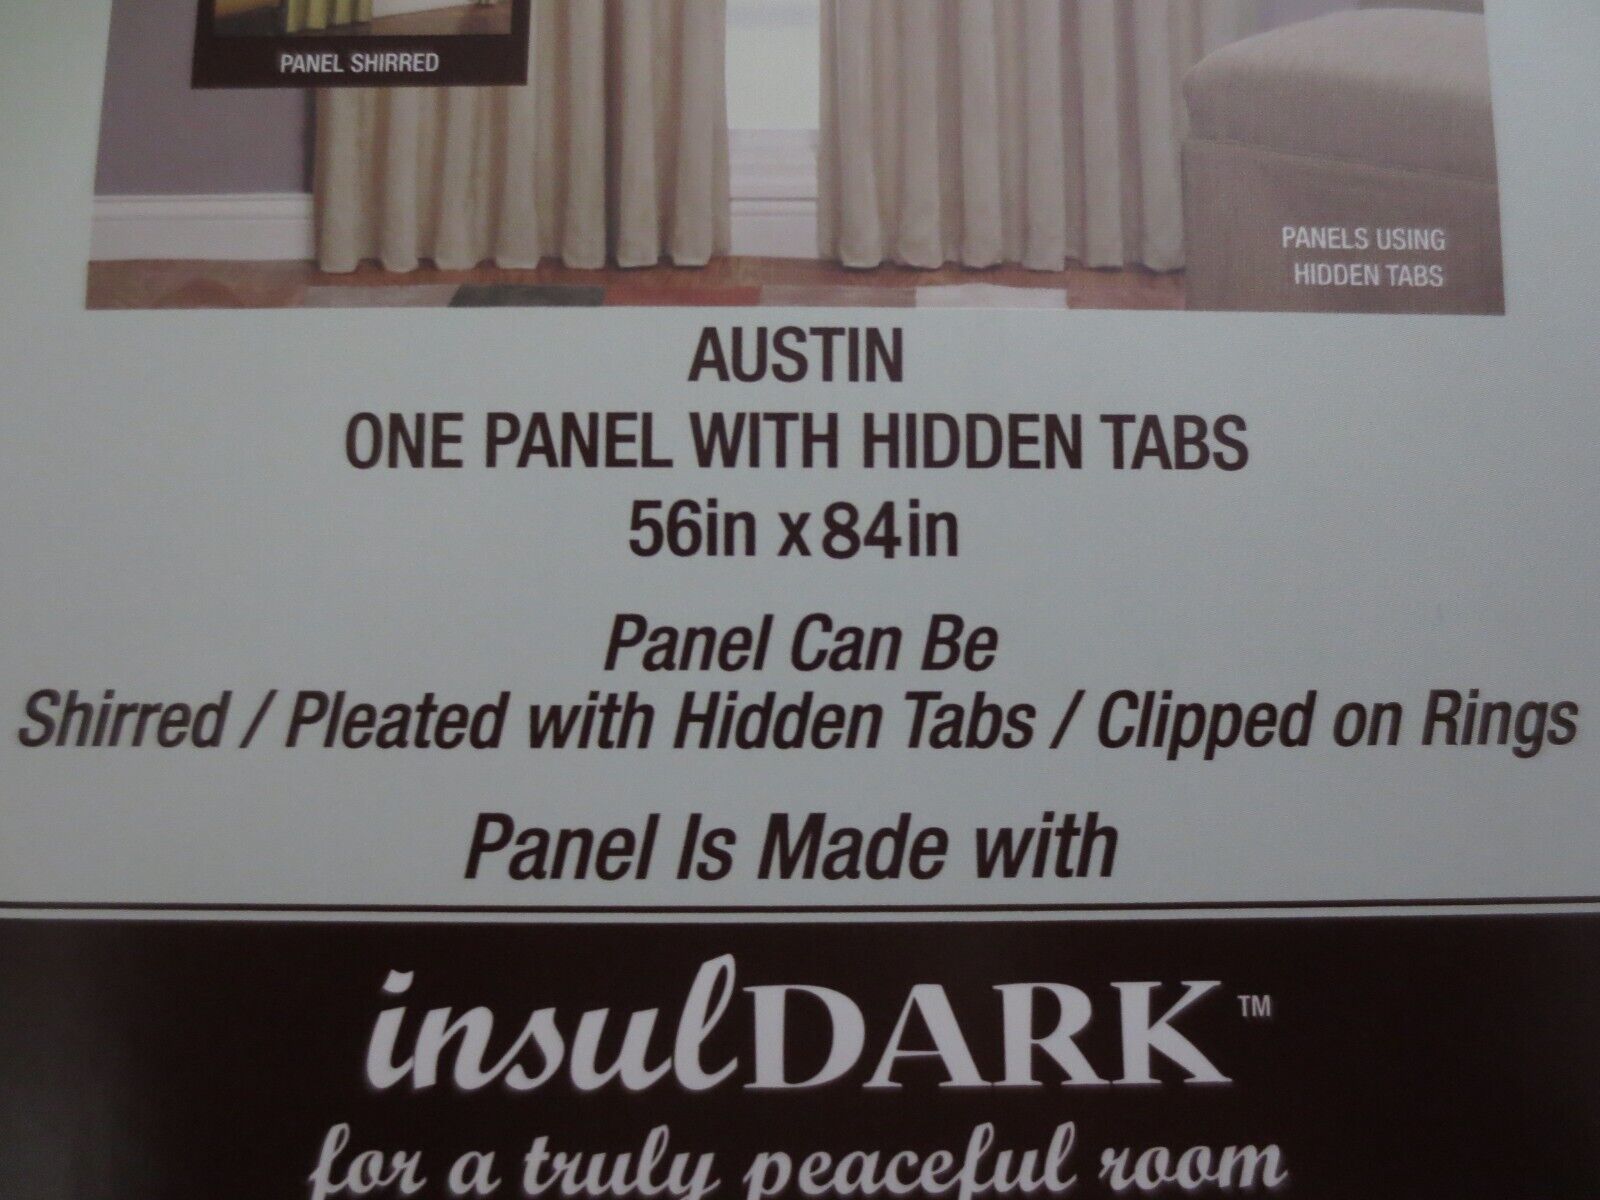 PANEL SHIRRED
PANELS USING
HIDDEN TABS
AUSTIN
ONE PANEL WITH HIDDEN TABS
56in x 84in
Panel Can Be
Shirred / Pleated with Hidden Tabs / Clipped on Rings
Panel Is Made with
insulDARK™
for a truly peaceful room